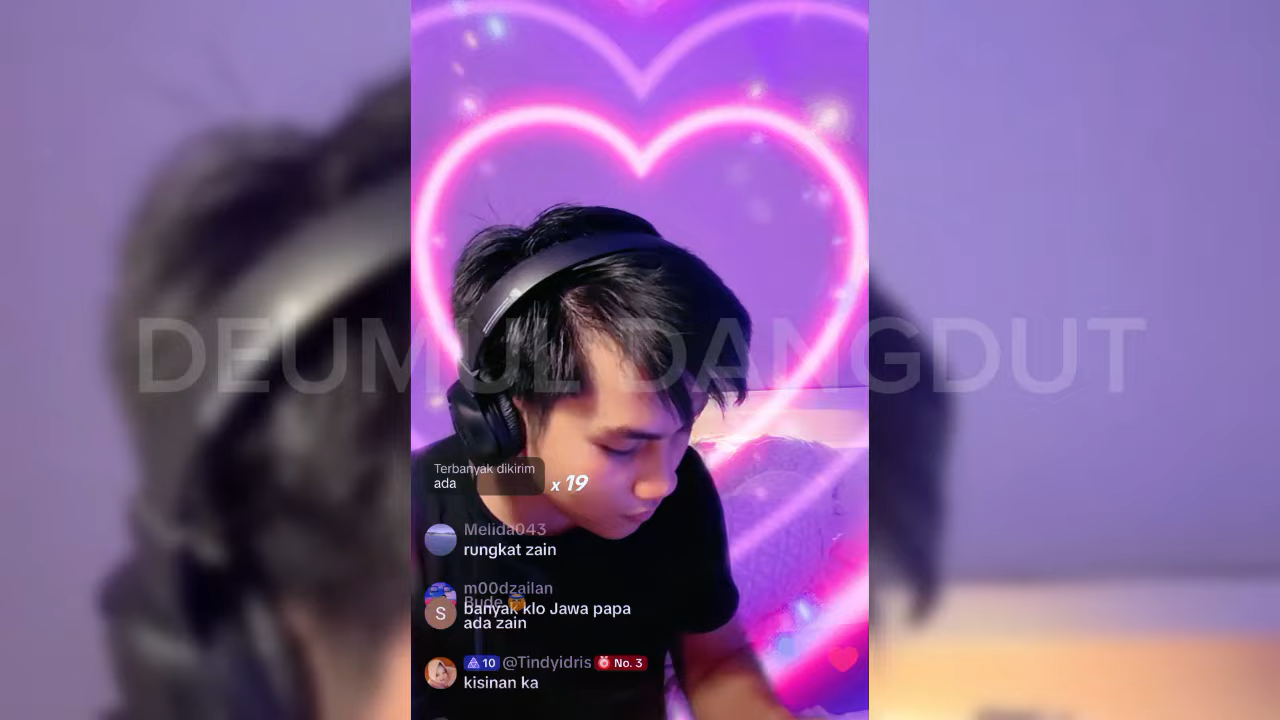 DEUMUL DANGDUT
Terbanyak dikirim
ada
x 19
Melida043
rungkat zain
m00dzailan
Bude
banyak klo Jawa papa
ada zain
10 @Tindyidris No. 3
kisinan ka
S